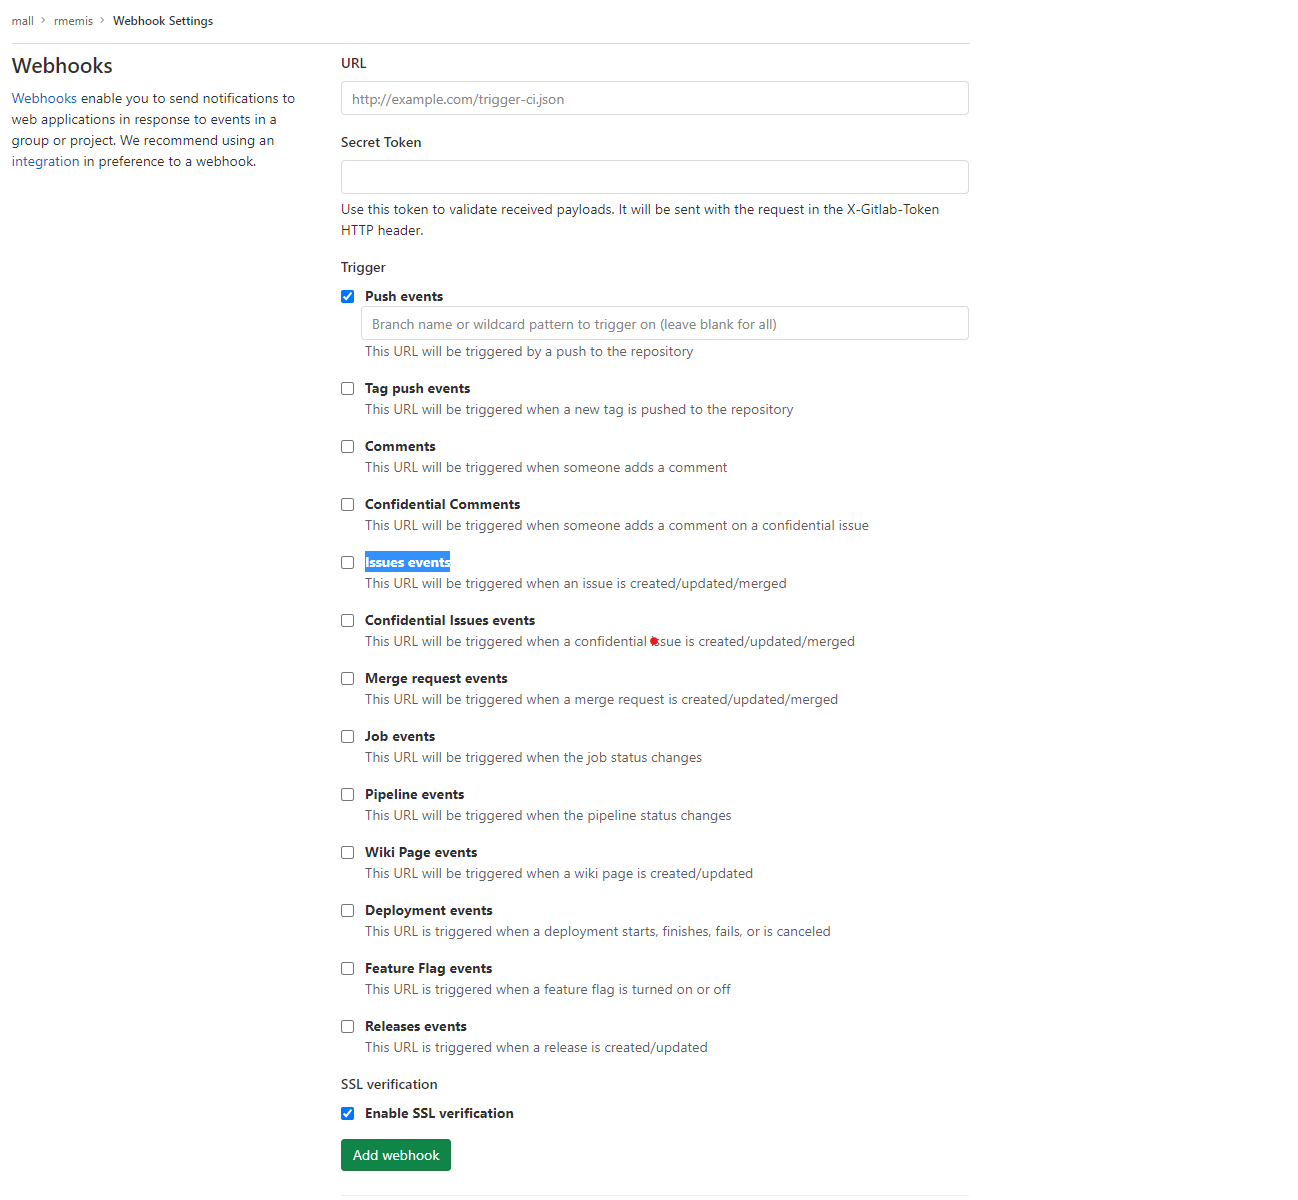 mall > rmemis > Webhook Settings
Webhooks
Webhooks enable you to send notifications to
web applications in response to events in a
group or project. We recommend using an
integration in preference to a webhook.
URL
http://example.com/trigger-ci.json
Secret Token
Use this token to validate received payloads. It will be sent with the request in the X-Gitlab-Token
HTTP header.
Trigger
Push events
Branch name or wildcard pattern to trigger on (leave blank for all)
This URL will be triggered by a push to the repository
Tag push events
This URL will be triggered when a new tag is pushed to the repository
Comments
This URL will be triggered when someone adds a comment
Confidential Comments
This URL will be triggered when someone adds a comment on a confidential issue
Issues events
This URL will be triggered when an issue is created/updated/merged
Confidential Issues events
This URL will be triggered when a confidential issue is created/updated/merged
Merge request events
This URL will be triggered when a merge request is created/updated/merged
Job events
This URL will be triggered when the job status changes
Pipeline events
This URL will be triggered when the pipeline status changes
Wiki Page events
This URL will be triggered when a wiki page is created/updated
Deployment events
This URL is triggered when a deployment starts, finishes, fails, or is canceled
Feature Flag events
This URL is triggered when a feature flag is turned on or off
Releases events
This URL is triggered when a release is created/updated
SSL verification
Enable SSL verification
Add webhook